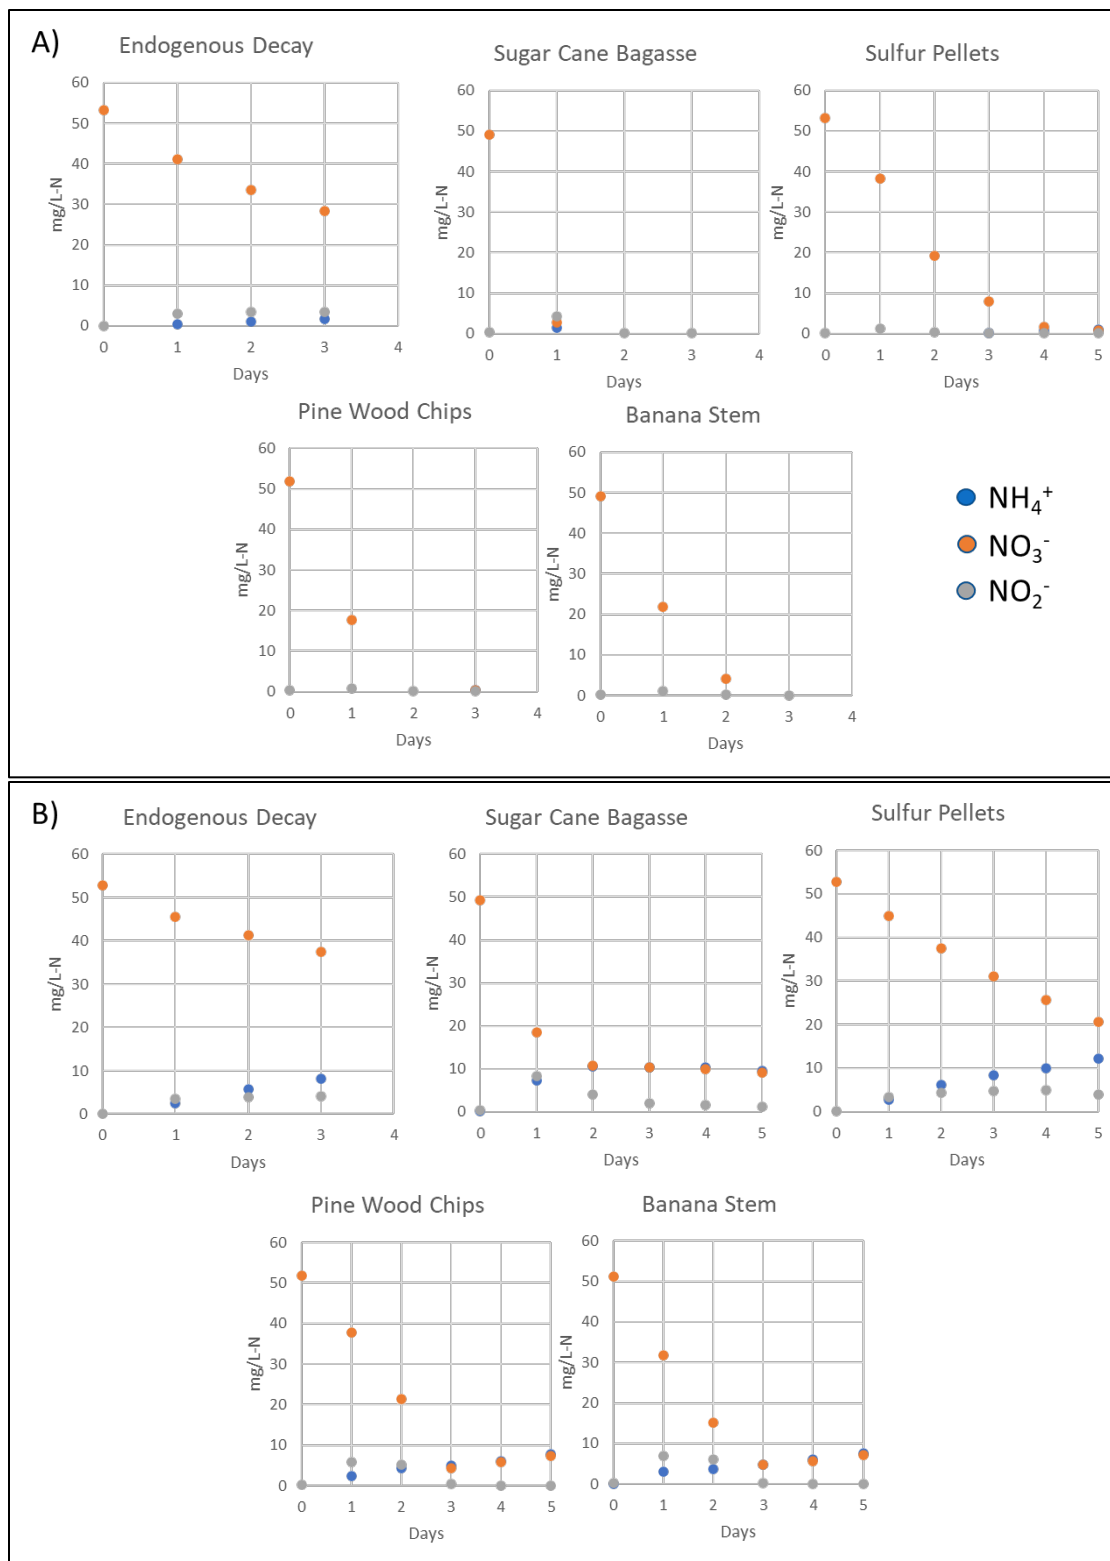 A)
Endogenous Decay
60
50
40
30
20
10
0
mg/L-N
0 1 2 3 4
Days
Sugar Cane Bagasse
60
50
40
30
20
10
0
mg/L-N
0 1 2 3 4
Days
Sulfur Pellets
60
50
40
30
20
10
0
mg/L-N
0 1 2 3 4 5
Days
Pine Wood Chips
60
50
40
30
20
10
0
mg/L-N
0 1 2 3 4
Days
Banana Stem
60
50
40
30
20
10
0
mg/L-N
0 1 2 3 4
Days
NH₄⁺
NO₃⁻
NO₂⁻
B)
Endogenous Decay
60
50
40
30
20
10
0
mg/L-N
0 1 2 3 4
Days
Sugar Cane Bagasse
60
50
40
30
20
10
0
mg/L-N
0 1 2 3 4 5
Days
Sulfur Pellets
60
50
40
30
20
10
0
mg/L-N
0 1 2 3 4 5
Days
Pine Wood Chips
60
50
40
30
20
10
0
mg/L-N
0 1 2 3 4 5
Days
Banana Stem
60
50
40
30
20
10
0
mg/L-N
0 1 2 3 4 5
Days